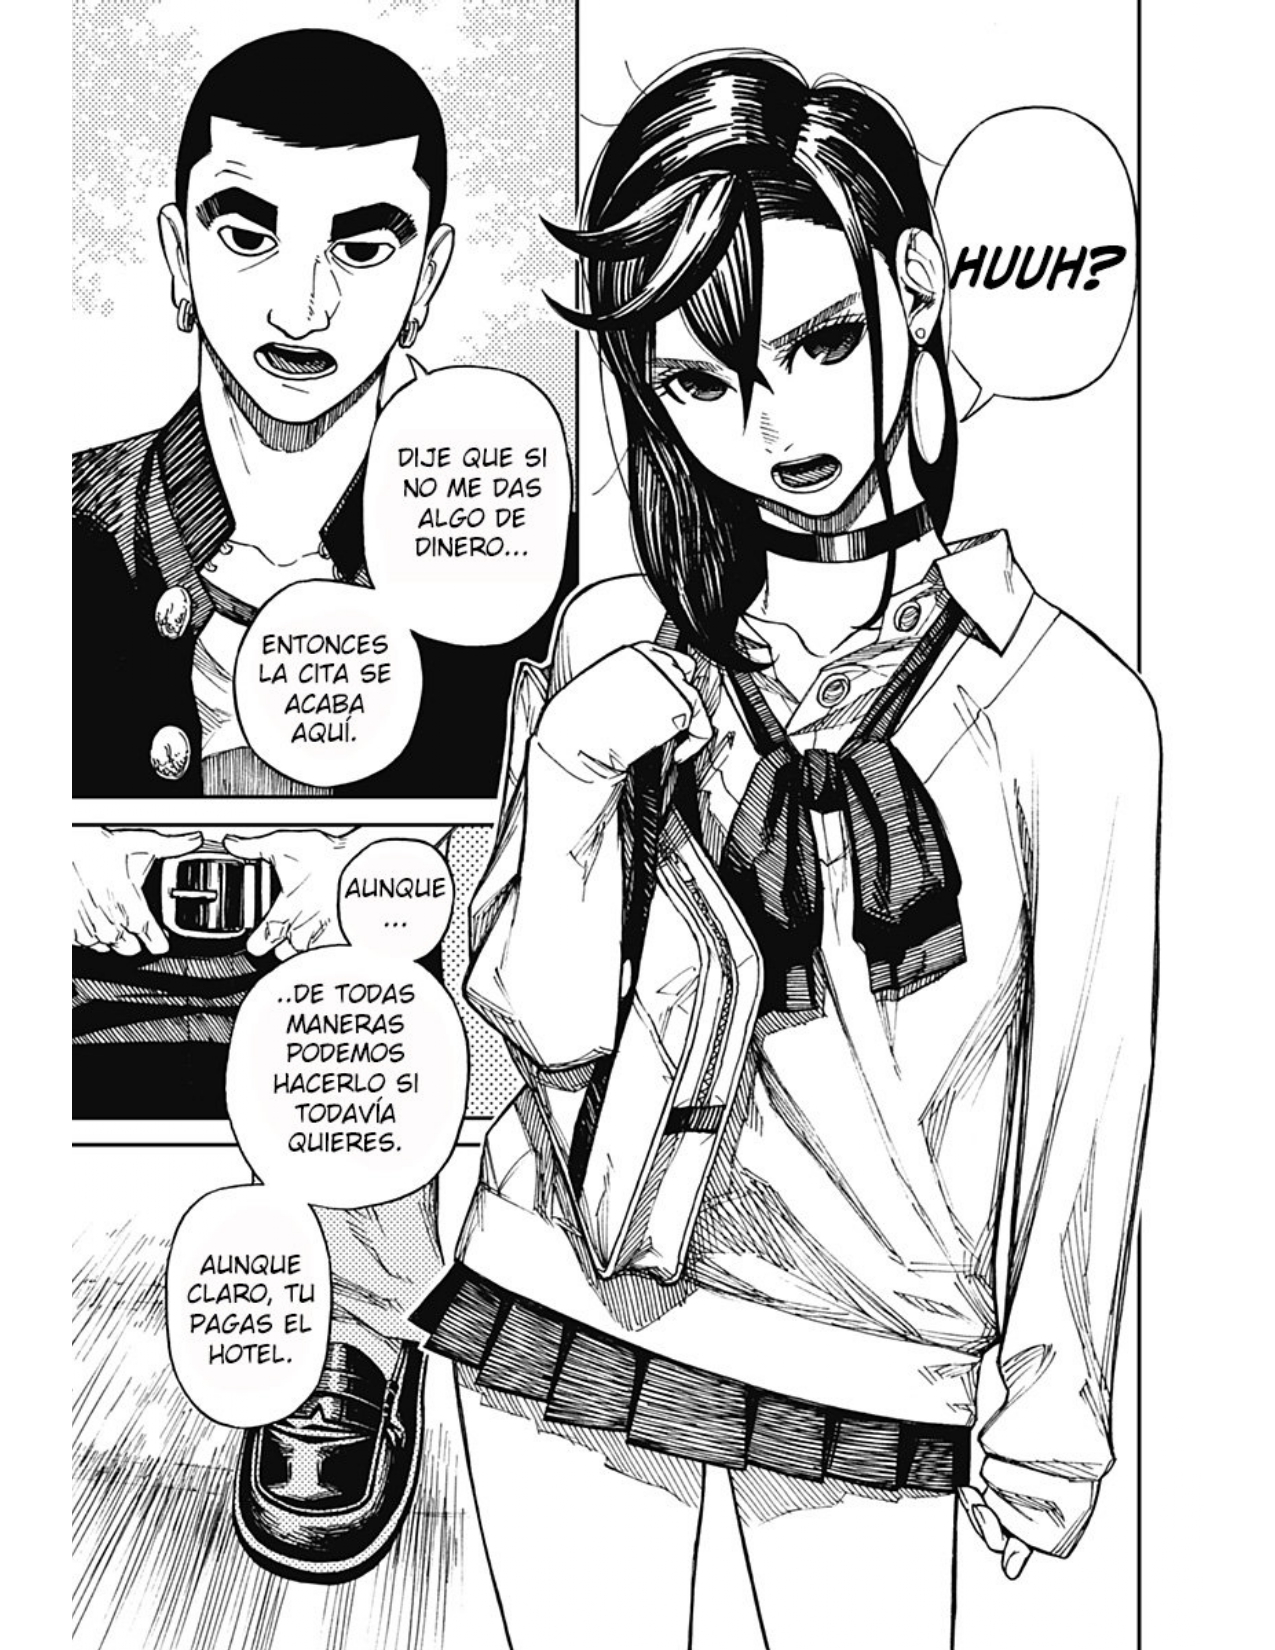 HUUH?
DIJE QUE SI
NO ME DAS
ALGO DE
DINERO...
ENTONCES
LA CITA SE
ACABA
AQUÍ.
AUNQUE
...
..DE TODAS
MANERAS
PODEMOS
HACERLO SI
TODAVÍA
QUIERES.
AUNQUE
CLARO, TU
PAGAS EL
HOTEL.